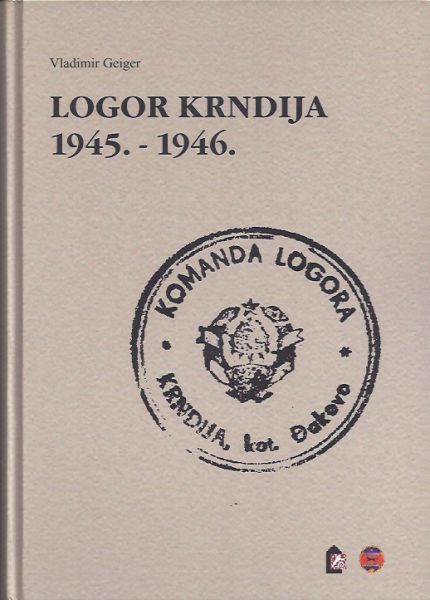 Vladimir Geiger
LOGOR KRNDIJA
1945. - 1946.
* KOMANDA LOGORA *
KRNDIJA, kot. Đakovo